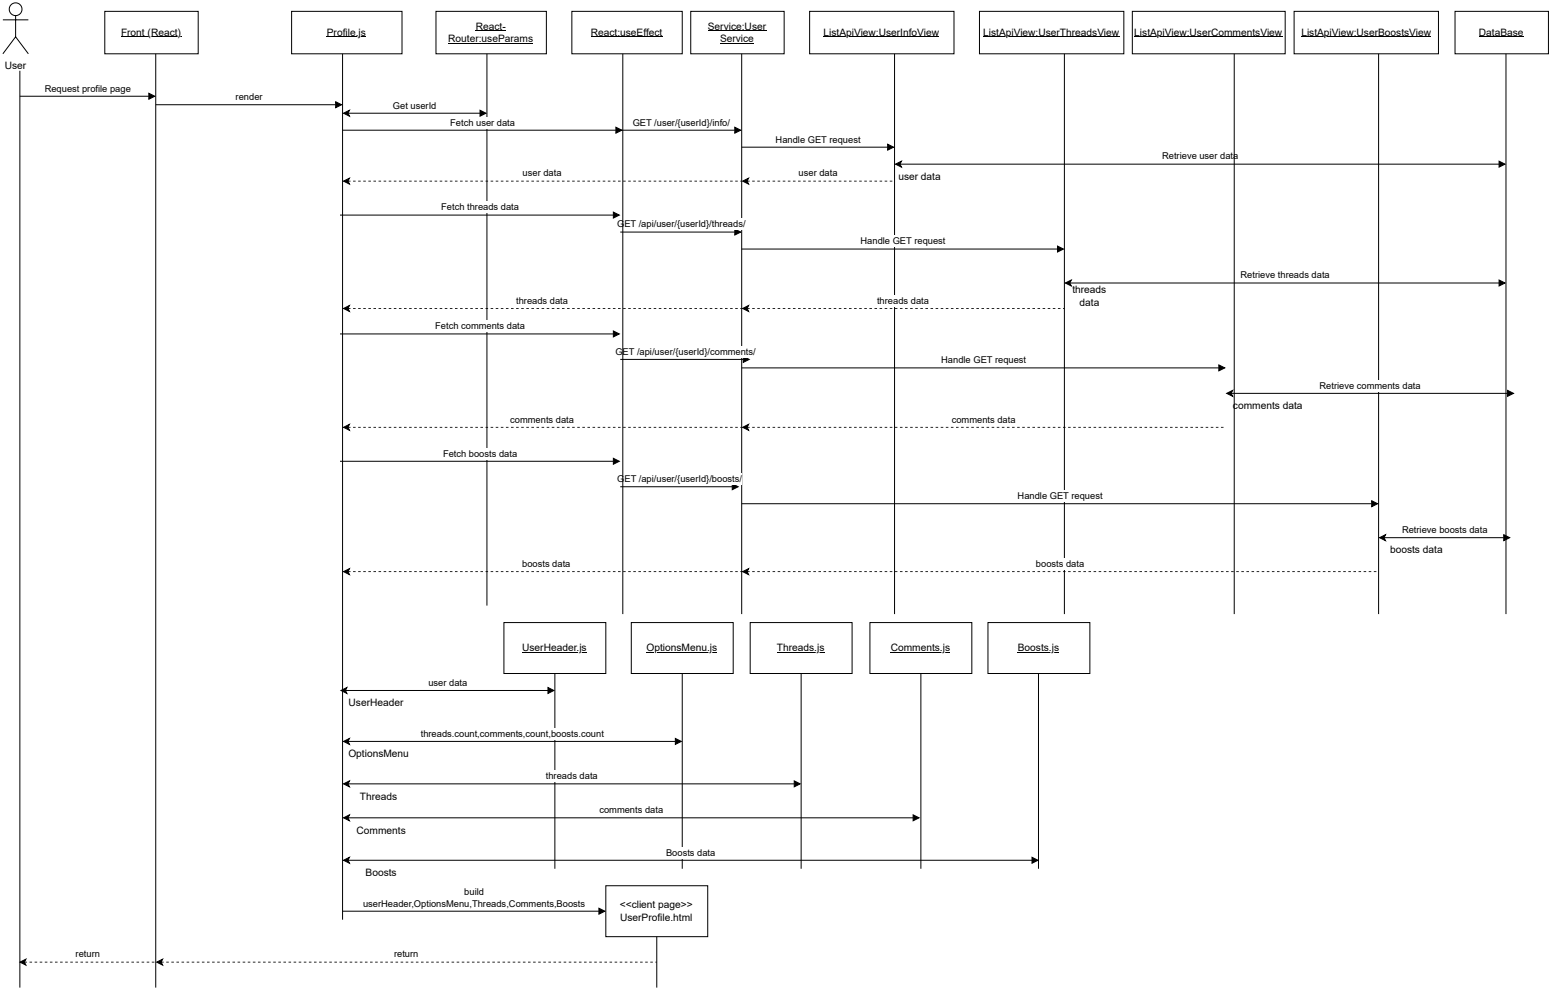 User
Front (React)
Profile.js
React-
Router:useParams
React:useEffect
Service:User
Service
ListApiView:UserInfoView
ListApiView:UserThreadsView
ListApiView:UserCommentsView
ListApiView:UserBoostsView
DataBase
Request profile page
render
Get userId
Fetch user data
GET /user/{userId}/info/
Handle GET request
Retrieve user data
user data
user data
user data
Fetch threads data
GET /api/user/{userId}/threads/
Handle GET request
Retrieve threads data
threads
data
threads data
threads data
Fetch comments data
GET /api/user/{userId}/comments/
Handle GET request
Retrieve comments data
comments data
comments data
comments data
Fetch boosts data
GET /api/user/{userId}/boosts/
Handle GET request
Retrieve boosts data
boosts data
boosts data
boosts data
UserHeader.js
OptionsMenu.js
Threads.js
Comments.js
Boosts.js
user data
UserHeader
threads.count,comments,count,boosts.count
OptionsMenu
threads data
Threads
comments data
Comments
Boosts data
Boosts
build
userHeader,OptionsMenu,Threads,Comments,Boosts
<<client page>>
UserProfile.html
return
return